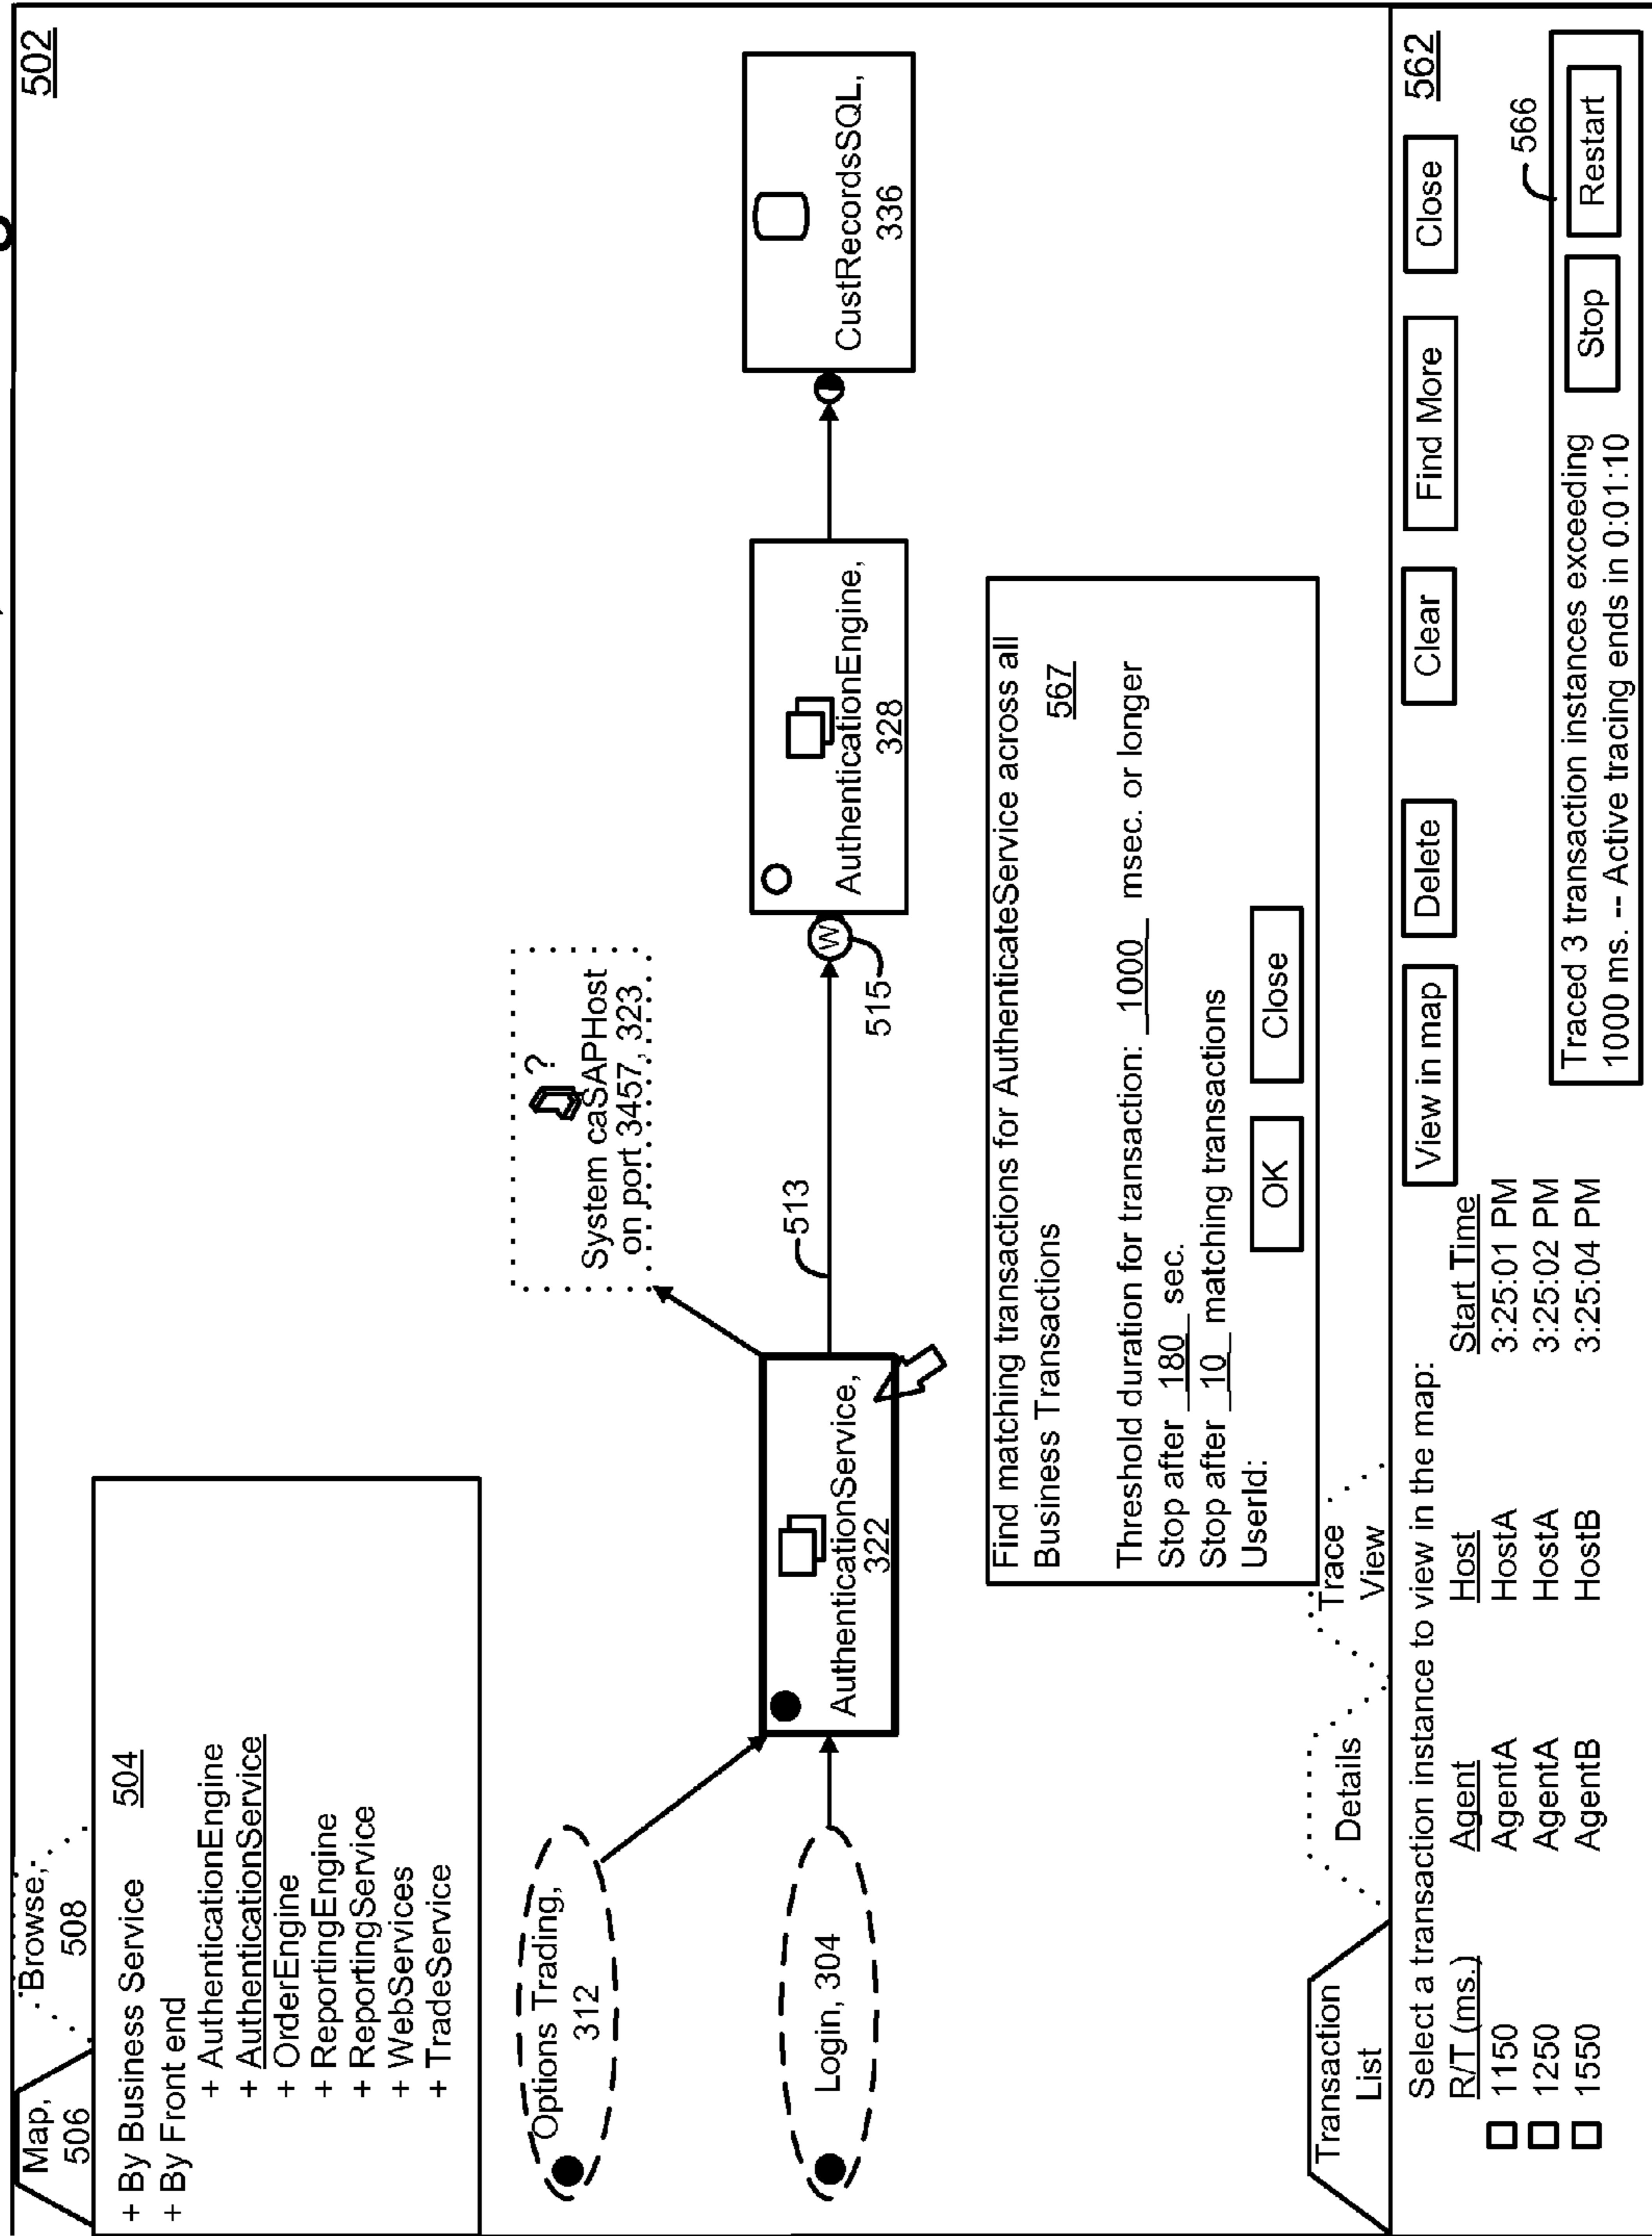 502
Map,
506
Browse,
508
+ By Business Service 504
+ By Front end
+ AuthenticationEngine
+ AuthenticationService
+ OrderEngine
+ ReportingEngine
+ ReportingService
+ WebServices
+ TradeService
Options Trading,
312
Login, 304
AuthenticationService,
322
?
System caSAPHost
on port 3457, 323
513
W
515
AuthenticationEngine,
328
CustRecordsSQL,
336
Find matching transactions for AuthenticateService across all
Business Transactions 567
Threshold duration for transaction: _1000_ msec. or longer
Stop after _180_ sec.
Stop after _10_ matching transactions
UserId:
OK Close
Transaction
List
Details
Trace
View
Select a transaction instance to view in the map:
View in map Delete Clear Find More Close 562
R/T (ms.) Agent Host Start Time
1150 AgentA HostA 3:25:01 PM
1250 AgentA HostA 3:25:02 PM
1550 AgentB HostB 3:25:04 PM
566
Traced 3 transaction instances exceeding
1000 ms. -- Active tracing ends in 0:01:10
Stop Restart